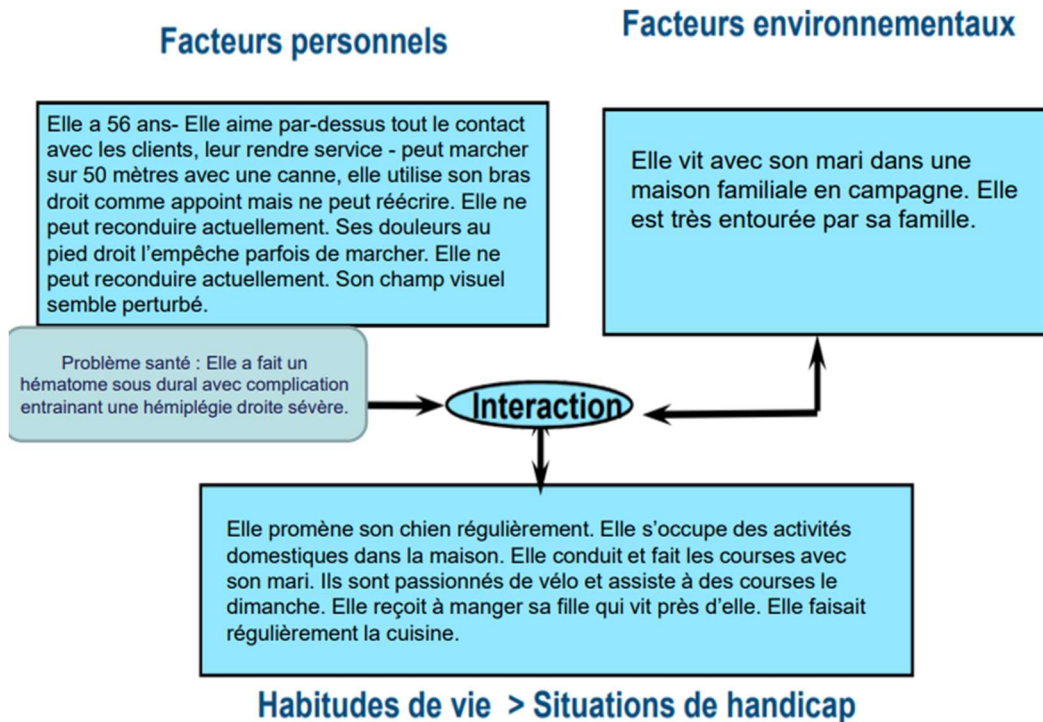 Facteurs personnels
Facteurs environnementaux
Elle a 56 ans- Elle aime par-dessus tout le contact
avec les clients, leur rendre service - peut marcher
sur 50 mètres avec une canne, elle utilise son bras
droit comme appoint mais ne peut réécrire. Elle ne
peut reconduire actuellement. Ses douleurs au
pied droit l’empêche parfois de marcher. Elle ne
peut reconduire actuellement. Son champ visuel
semble perturbé.
Elle vit avec son mari dans une
maison familiale en campagne. Elle
est très entourée par sa famille.
Problème santé : Elle a fait un
hématome sous dural avec complication
entrainant une hémiplégie droite sévère.
Interaction
Elle promène son chien régulièrement. Elle s’occupe des activités
domestiques dans la maison. Elle conduit et fait les courses avec
son mari. Ils sont passionnés de vélo et assiste à des courses le
dimanche. Elle reçoit à manger sa fille qui vit près d’elle. Elle faisait
régulièrement la cuisine.
Habitudes de vie > Situations de handicap